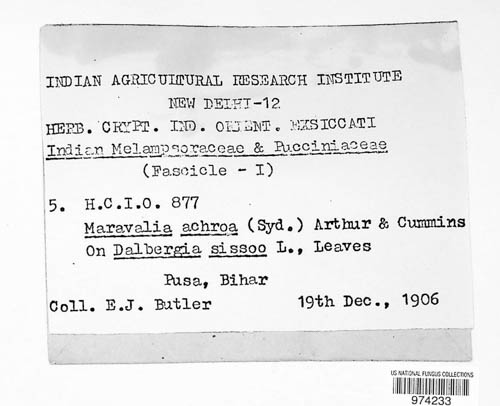 INDIAN AGRICULTURAL RESEARCH INSTITUTE
NEW DELHI-12
HERB. CRYPT. IND. ORIENT. EXSICCATI
Indian Melampsoraceae & Pucciniaceae
(Fascicle - I)
5. H.C.I.O. 877
Maravalia achroa (Syd.) Arthur & Cummins
On Dalbergia sissoo L., Leaves
Pusa, Bihar
Coll. E.J. Butler 19th Dec., 1906
US NATIONAL FUNGUS COLLECTIONS
974233